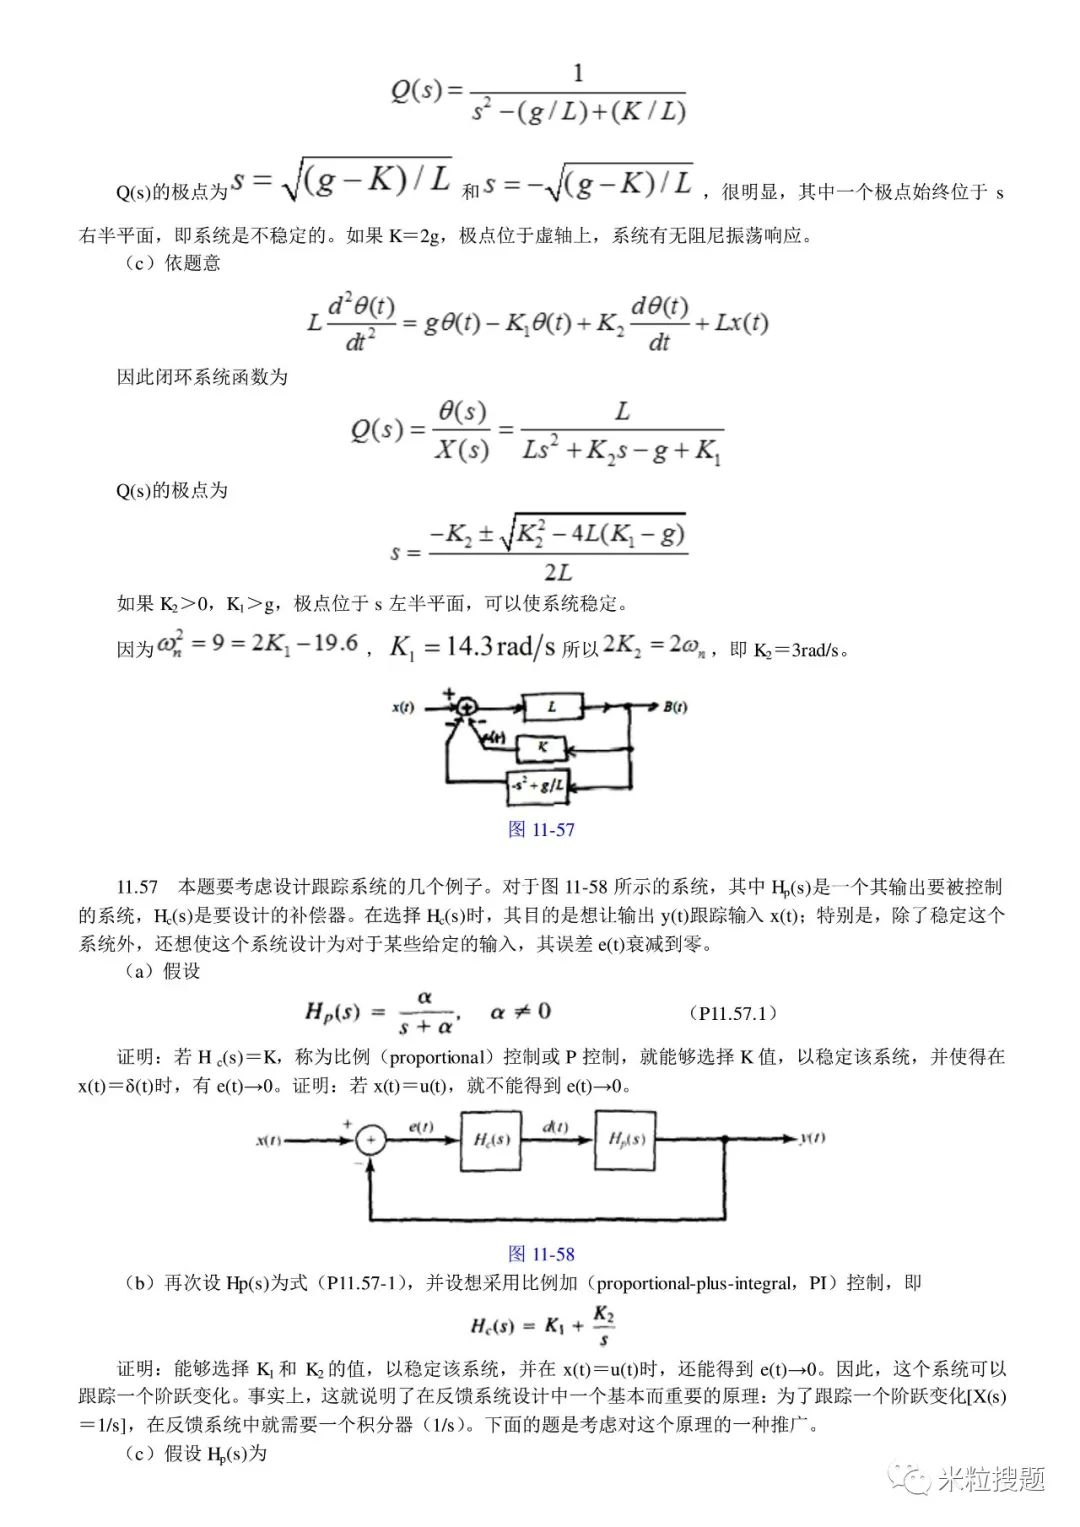 Q(s) = 1 / (s² − (g / L) + (K / L))
Q(s)的极点为 s = √((g − K) / L) 和 s = −√((g − K) / L) ，很明显，其中一个极点始终位于 s
右半平面，即系统是不稳定的。如果 K＝2g，极点位于虚轴上，系统有无阻尼振荡响应。
（c）依题意
L d²θ(t)/dt² = gθ(t) − K₁θ(t) + K₂ dθ(t)/dt + Lx(t)
因此闭环系统函数为
Q(s) = θ(s)/X(s) = L / (Ls² + K₂s − g + K₁)
Q(s)的极点为
s = (−K₂ ± √(K₂² − 4L(K₁ − g))) / 2L
如果 K₂＞0，K₁＞g，极点位于 s 左半平面，可以使系统稳定。
因为 ωₙ² = 9 = 2K₁ − 19.6 ， K₁ = 14.3 rad/s 所以 2K₂ = 2ωₙ ，即 K₂＝3rad/s。
x(t) + + − − L B(t)
K
-s² + g/L
图 11-57
11.57 本题要考虑设计跟踪系统的几个例子。对于图 11-58 所示的系统，其中 Hₚ(s)是一个其输出要被控制
的系统，H꜀(s)是要设计的补偿器。在选择 H꜀(s)时，其目的是想让输出 y(t)跟踪输入 x(t)；特别是，除了稳定这个
系统外，还想使这个系统设计为对于某些给定的输入，其误差 e(t)衰减到零。
（a）假设
Hₚ(s) = α / (s + α), α ≠ 0 （P11.57.1）
证明：若 H c(s)＝K，称为比例（proportional）控制或 P 控制，就能够选择 K 值，以稳定该系统，并使得在
x(t)＝δ(t)时，有 e(t)→0。证明：若 x(t)＝u(t)，就不能得到 e(t)→0。
x(t) + + − e(t) H꜀(s) d(t) Hₚ(s) y(t)
图 11-58
（b）再次设 Hp(s)为式（P11.57-1），并设想采用比例加（proportional-plus-integral，PI）控制，即
H꜀(s) = K₁ + K₂/s
证明：能够选择 K₁ 和 K₂ 的值，以稳定该系统，并在 x(t)＝u(t)时，还能得到 e(t)→0。因此，这个系统可以
跟踪一个阶跃变化。事实上，这就说明了在反馈系统设计中一个基本而重要的原理：为了跟踪一个阶跃变化[X(s)
＝1/s]，在反馈系统中就需要一个积分器（1/s）。下面的题是考虑对这个原理的一种推广。
（c）假设 Hₚ(s)为
米粒搜题